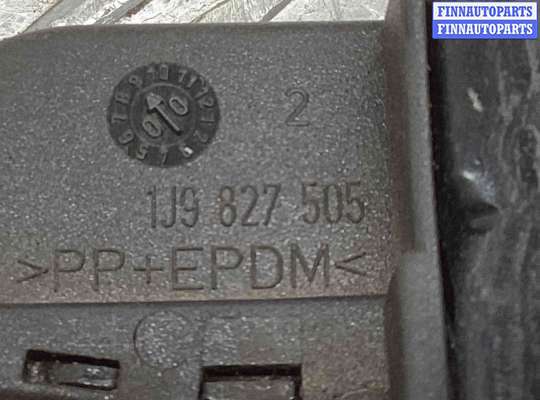 FINNAUTOPARTS
FINNAUTOPARTS
2
1J9 827 505
>PP+EPDM<